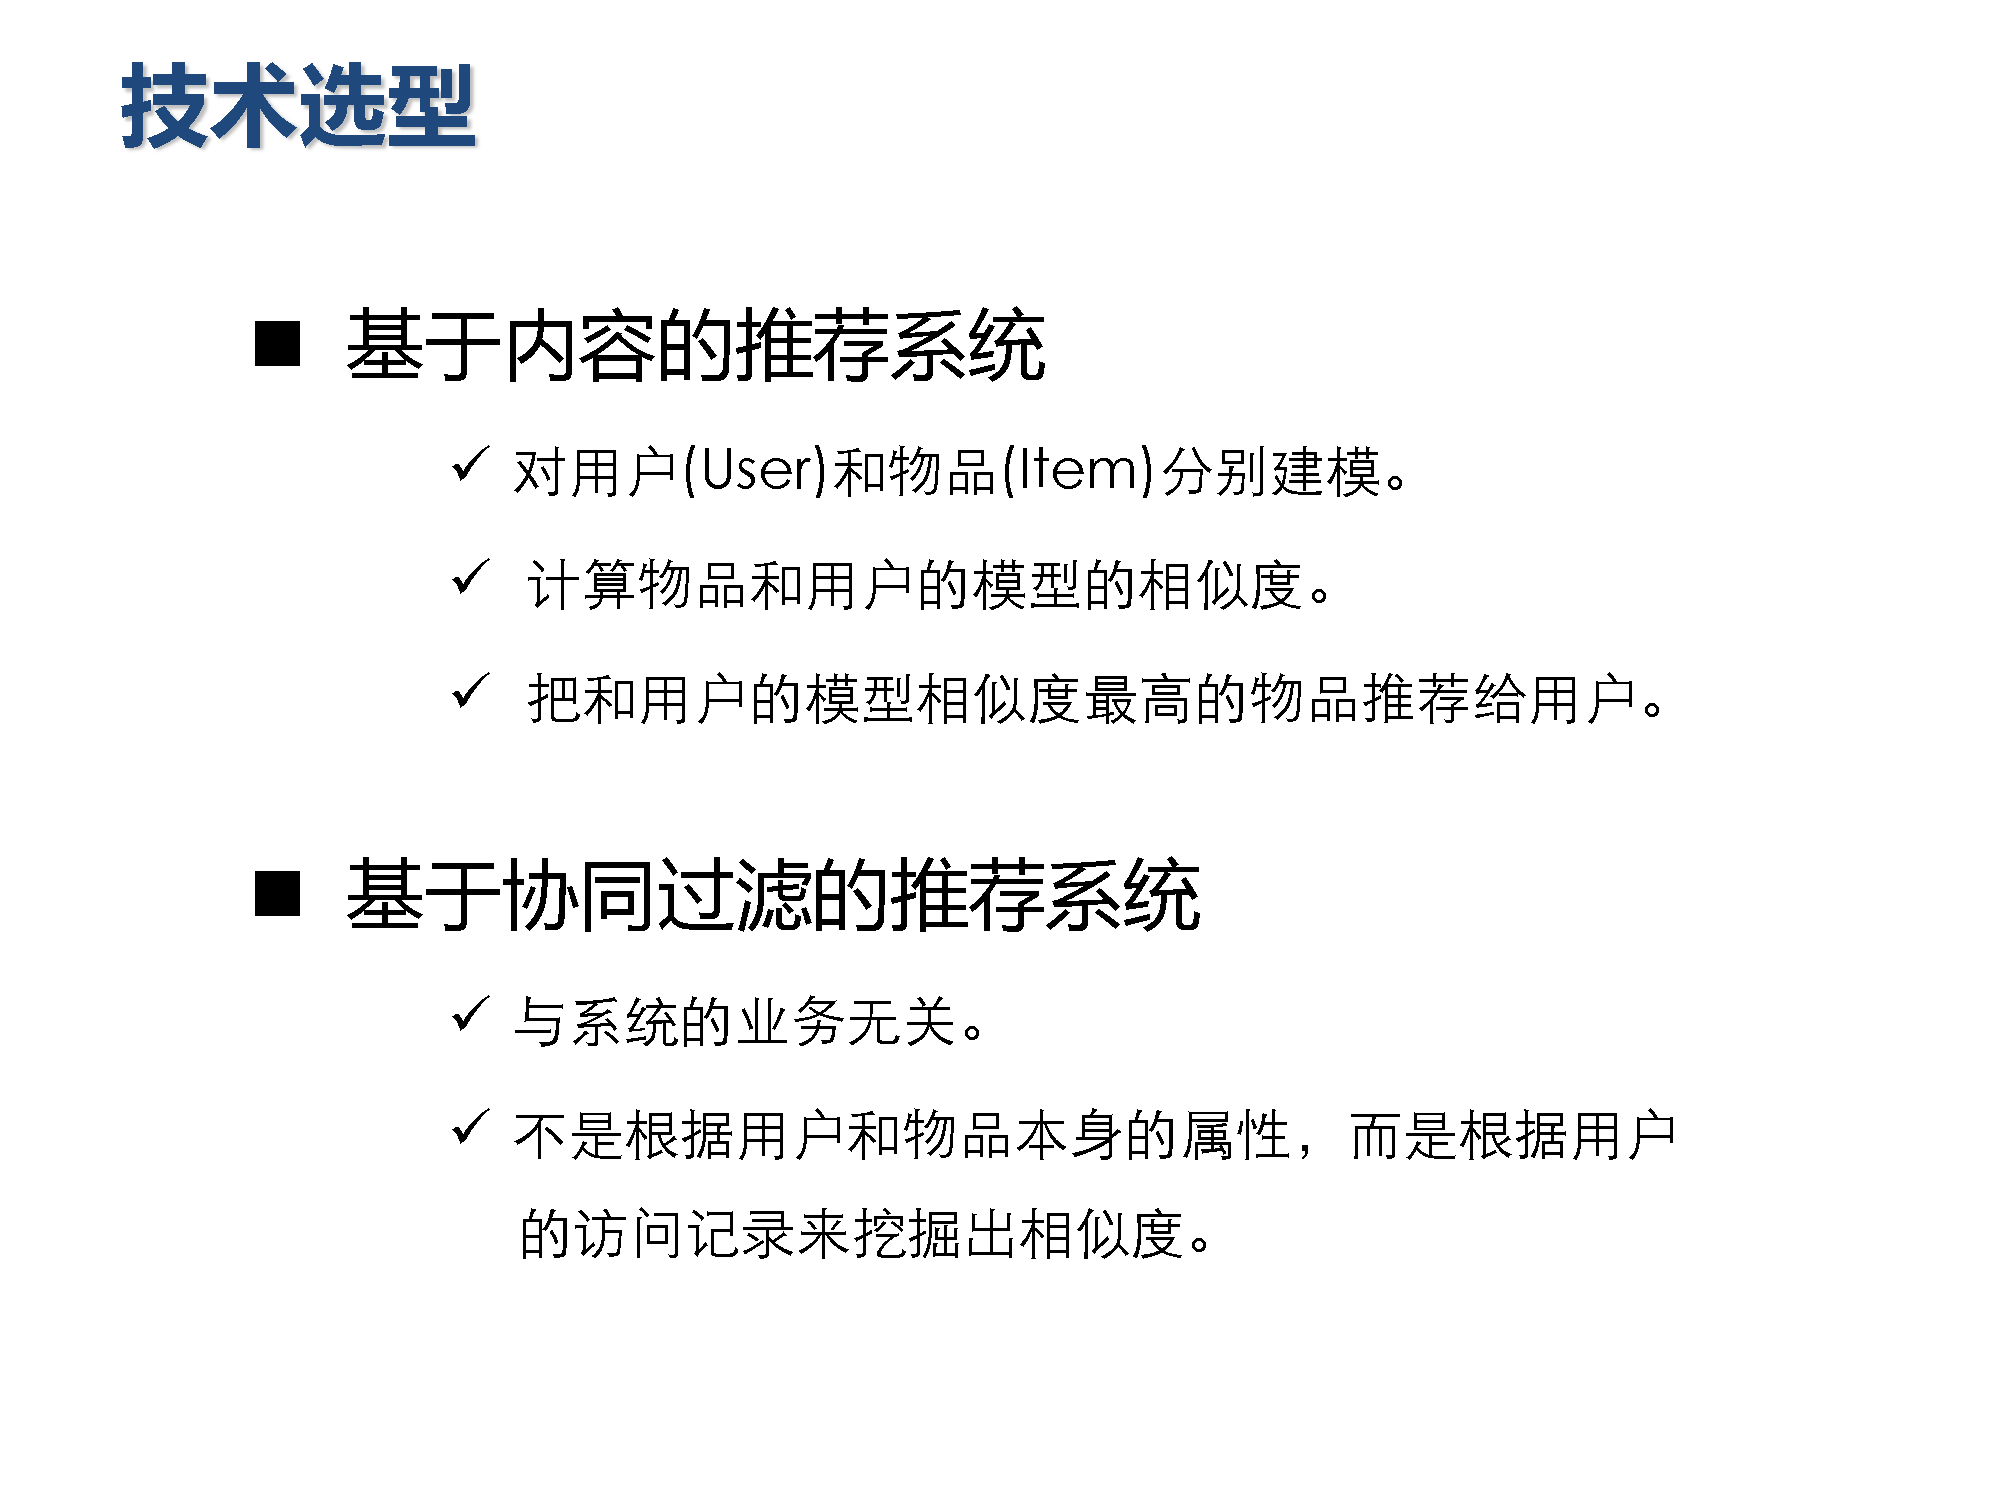 技术选型
■ 基于内容的推荐系统
✓ 对用户(User)和物品(Item)分别建模。
✓ 计算物品和用户的模型的相似度。
✓ 把和用户的模型相似度最高的物品推荐给用户。
■ 基于协同过滤的推荐系统
✓ 与系统的业务无关。
✓ 不是根据用户和物品本身的属性，而是根据用户
的访问记录来挖掘出相似度。